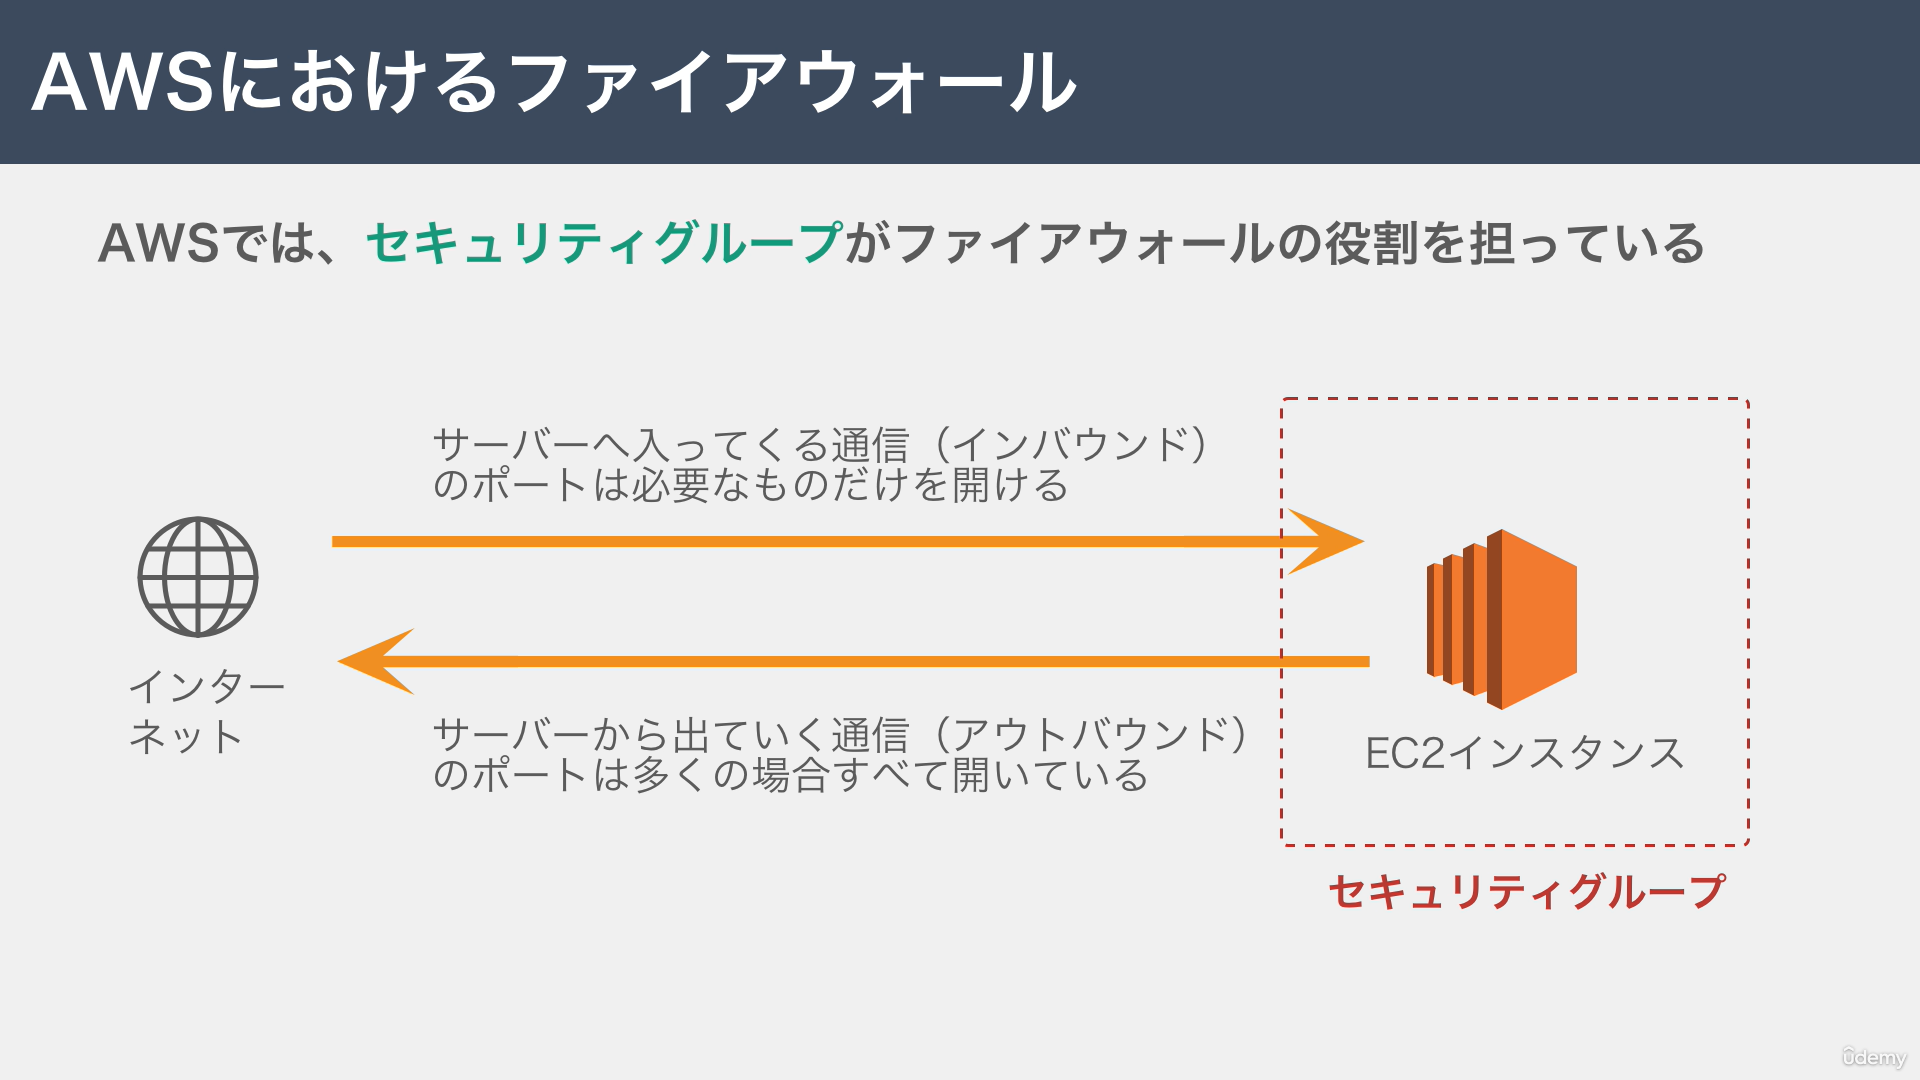 AWSにおけるファイアウォール
AWSでは、セキュリティグループがファイアウォールの役割を担っている
サーバーへ入ってくる通信（インバウンド）
のポートは必要なものだけを開ける
インター
ネット
サーバーから出ていく通信（アウトバウンド）
のポートは多くの場合すべて開いている
EC2インスタンス
セキュリティグループ
ûdemy